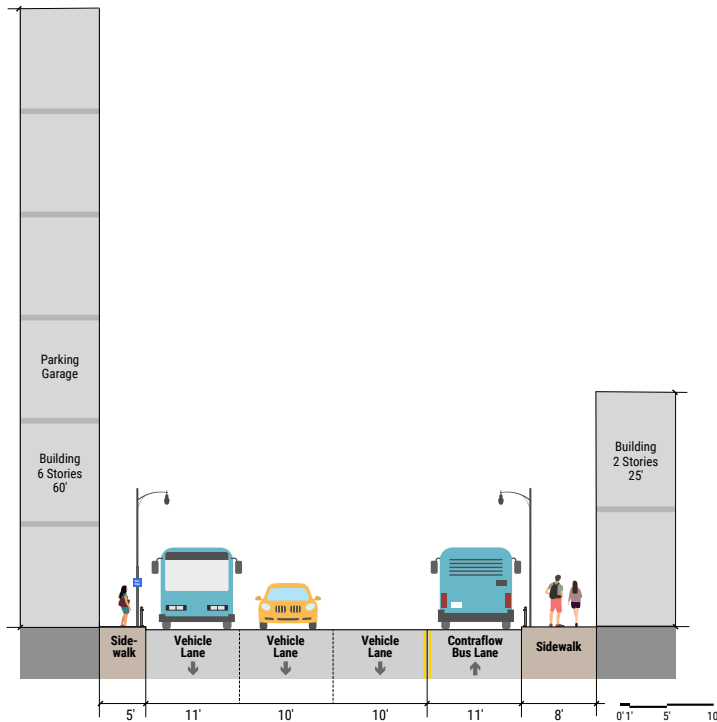 Parking
Garage
Building
6 Stories
60'
Building
2 Stories
25'
Side-
walk
Vehicle
Lane
Vehicle
Lane
Vehicle
Lane
Contraflow
Bus Lane
Sidewalk
5'
11'
10'
10'
11'
8'
0' 1' 5' 10